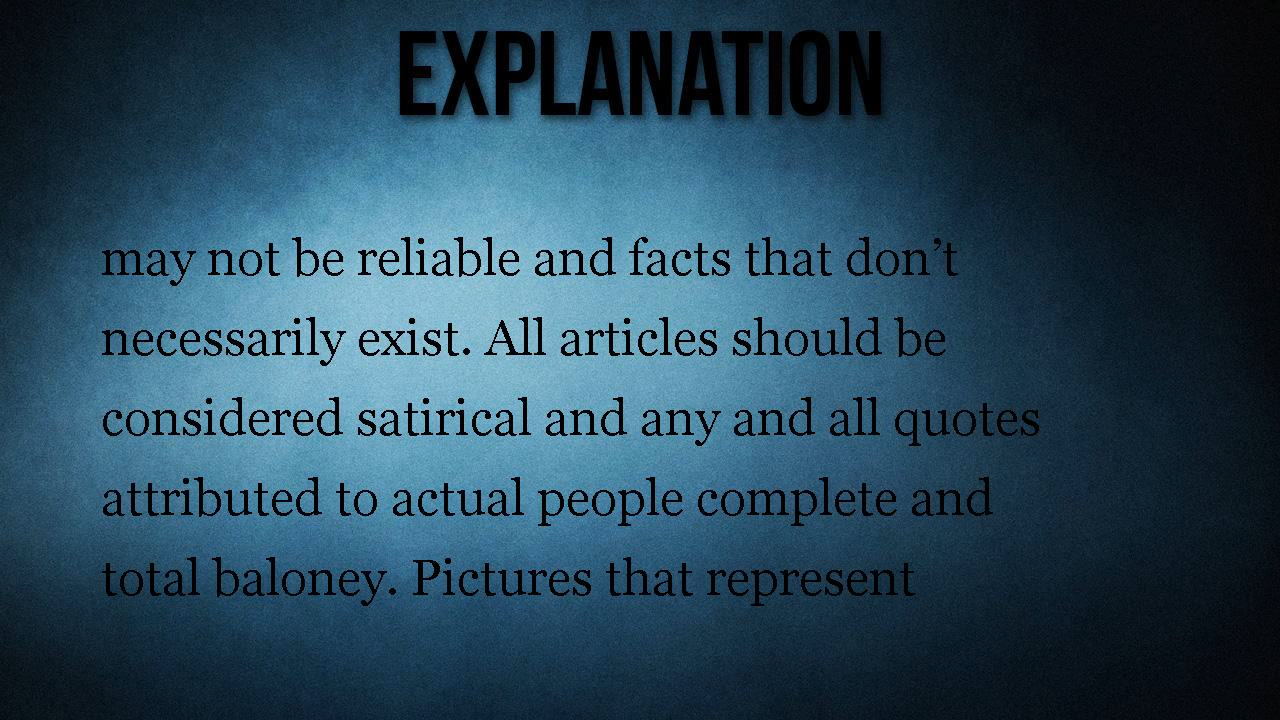 EXPLANATION
may not be reliable and facts that don’t
necessarily exist. All articles should be
considered satirical and any and all quotes
attributed to actual people complete and
total baloney. Pictures that represent